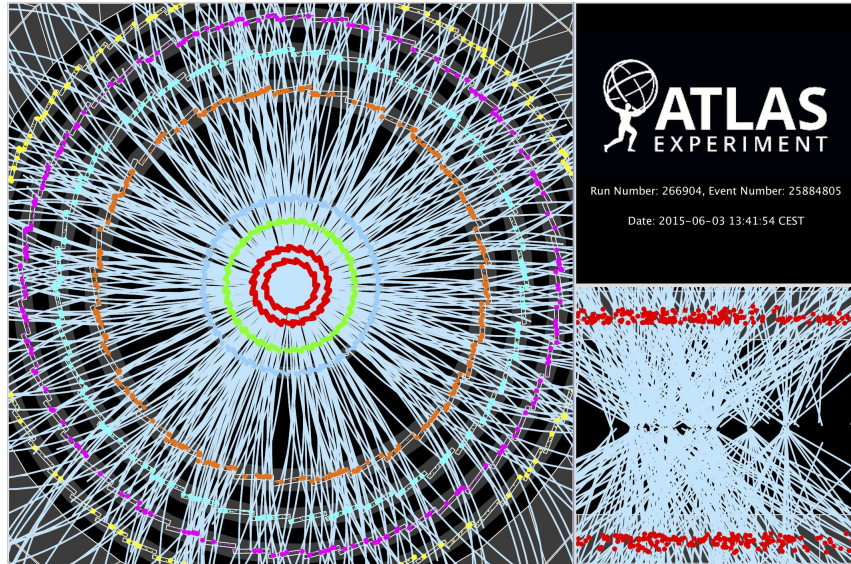 ATLAS
EXPERIMENT
Run Number: 266904, Event Number: 25884805
Date: 2015-06-03 13:41:54 CEST